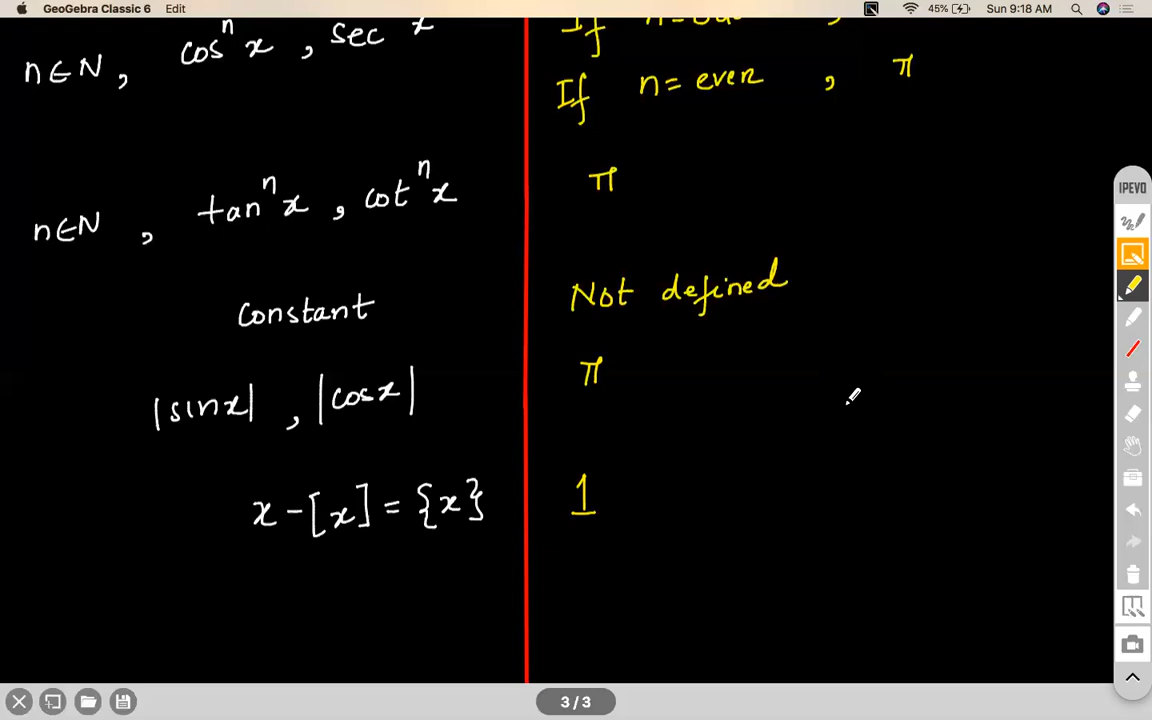 GeoGebra Classic 6 Edit 45% Sun 9:18 AM
n∈N, cosⁿx , sec x
If
If n = even , π
n∈N , tanⁿx , cotⁿx π
constant Not defined
|sinx| , |cosx| π
x-[x] = {x} 1
IPEVO
3 / 3